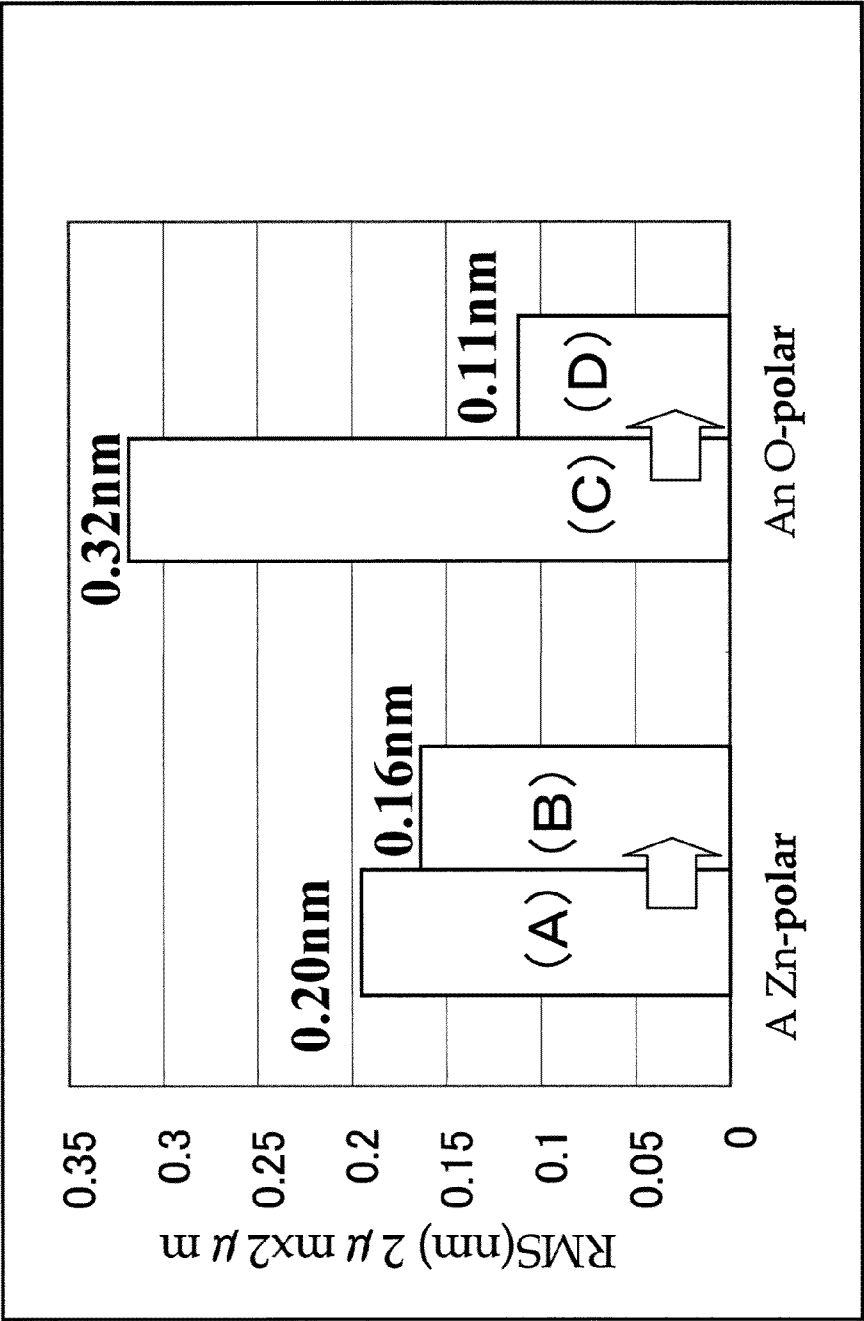 RMS(nm) 2μmx2μm
0.35
0.3
0.25
0.2
0.15
0.1
0.05
0
0.20nm
0.16nm
0.32nm
0.11nm
(A)
(B)
(C)
(D)
A Zn-polar
An O-polar